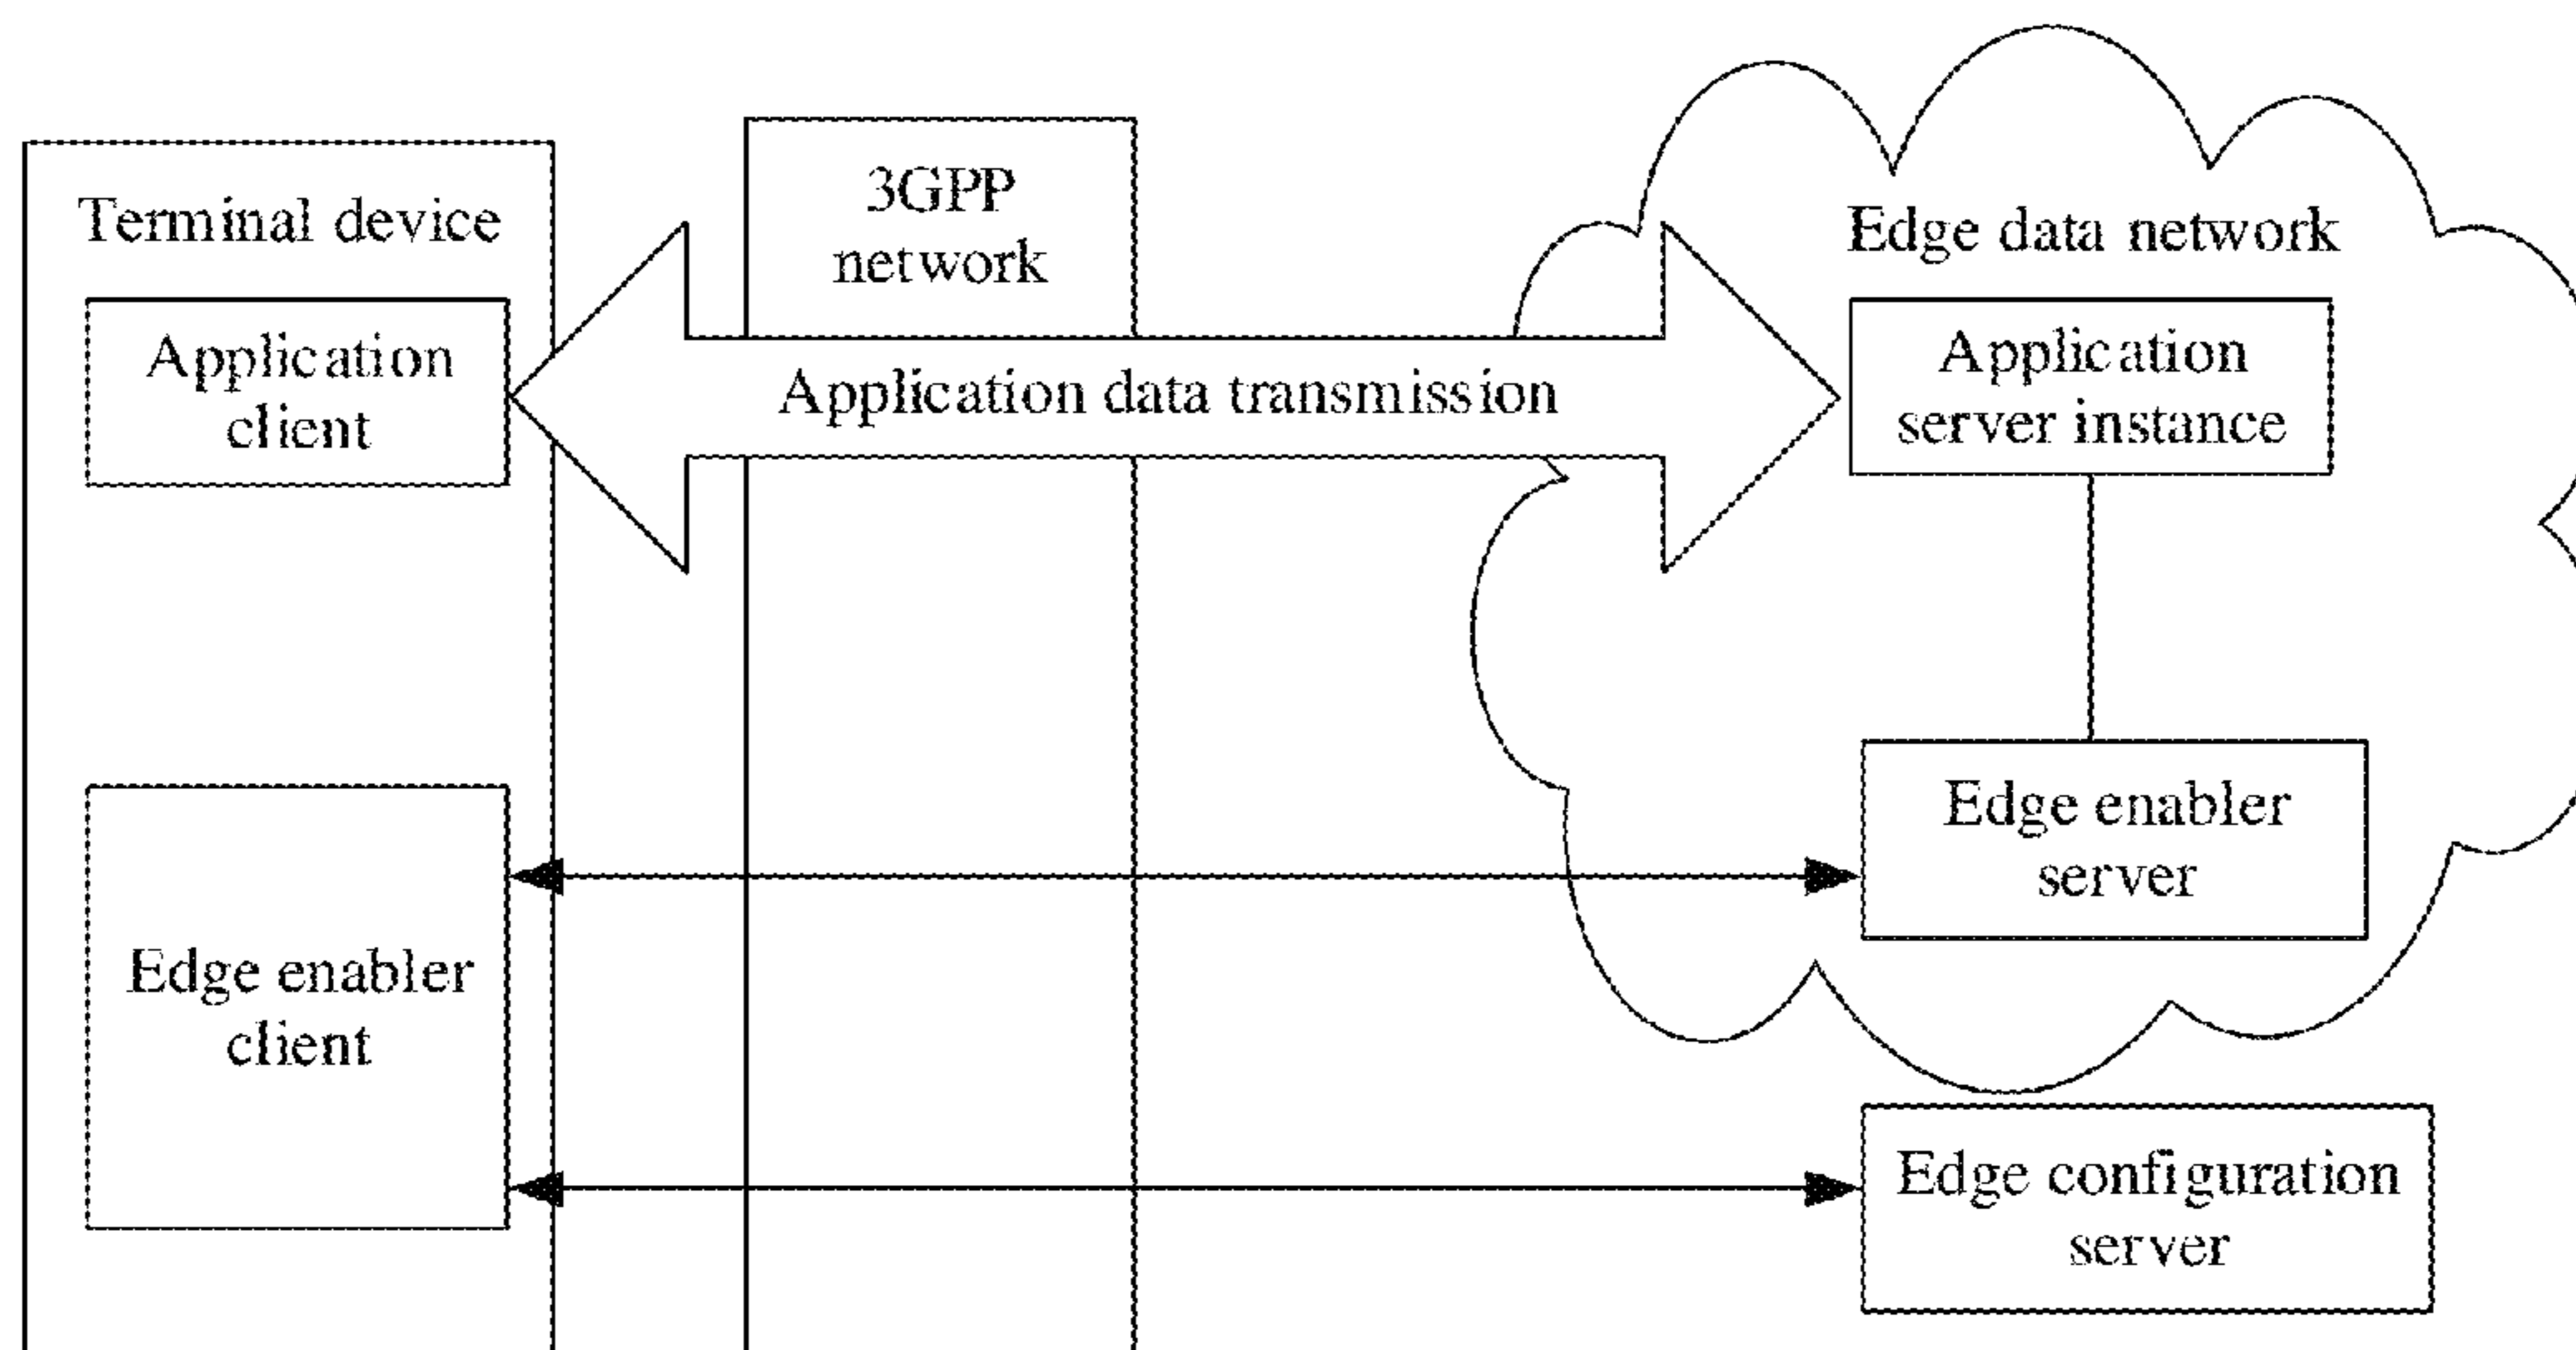 Terminal device
3GPP
network
Edge data network
Application
client
Application data transmission
Application
server instance
Edge enabler
client
Edge enabler
server
Edge configuration
server